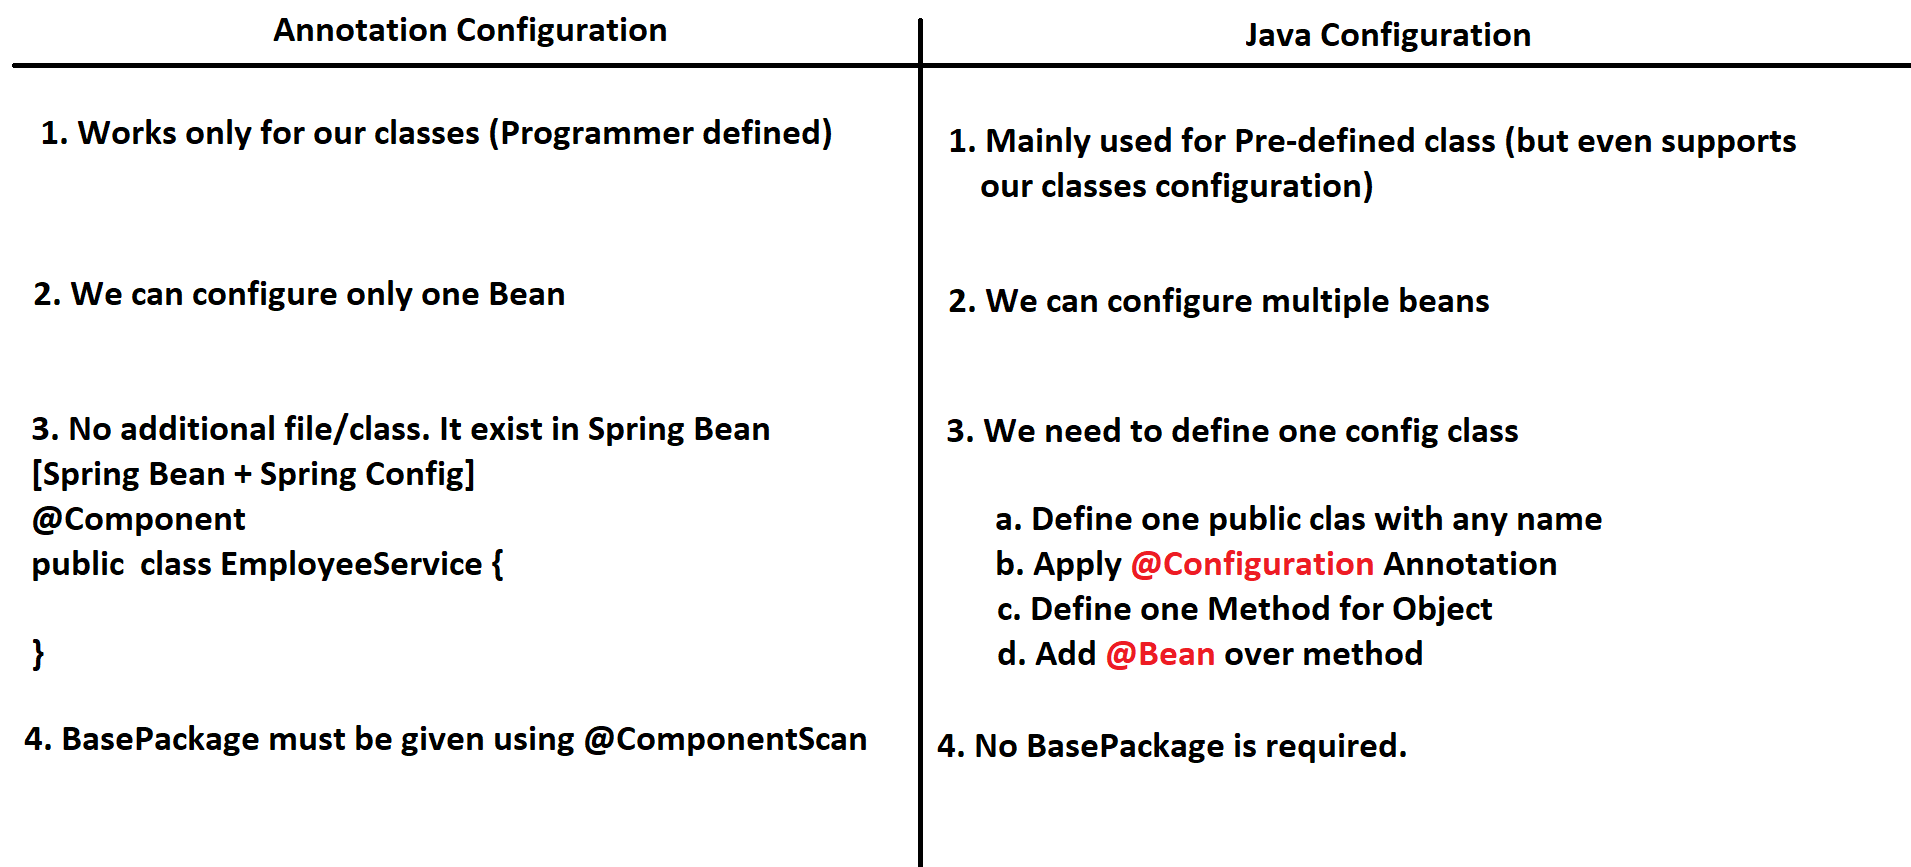 Annotation Configuration
1. Works only for our classes (Programmer defined)
2. We can configure only one Bean
3. No additional file/class. It exist in Spring Bean
[Spring Bean + Spring Config]
@Component
public  class EmployeeService {
}
4. BasePackage must be given using @ComponentScan
Java Configuration
1. Mainly used for Pre-defined class (but even supports
our classes configuration)
2. We can configure multiple beans
3. We need to define one config class
a. Define one public clas with any name
b. Apply @Configuration Annotation
c. Define one Method for Object
d. Add @Bean over method
4. No BasePackage is required.